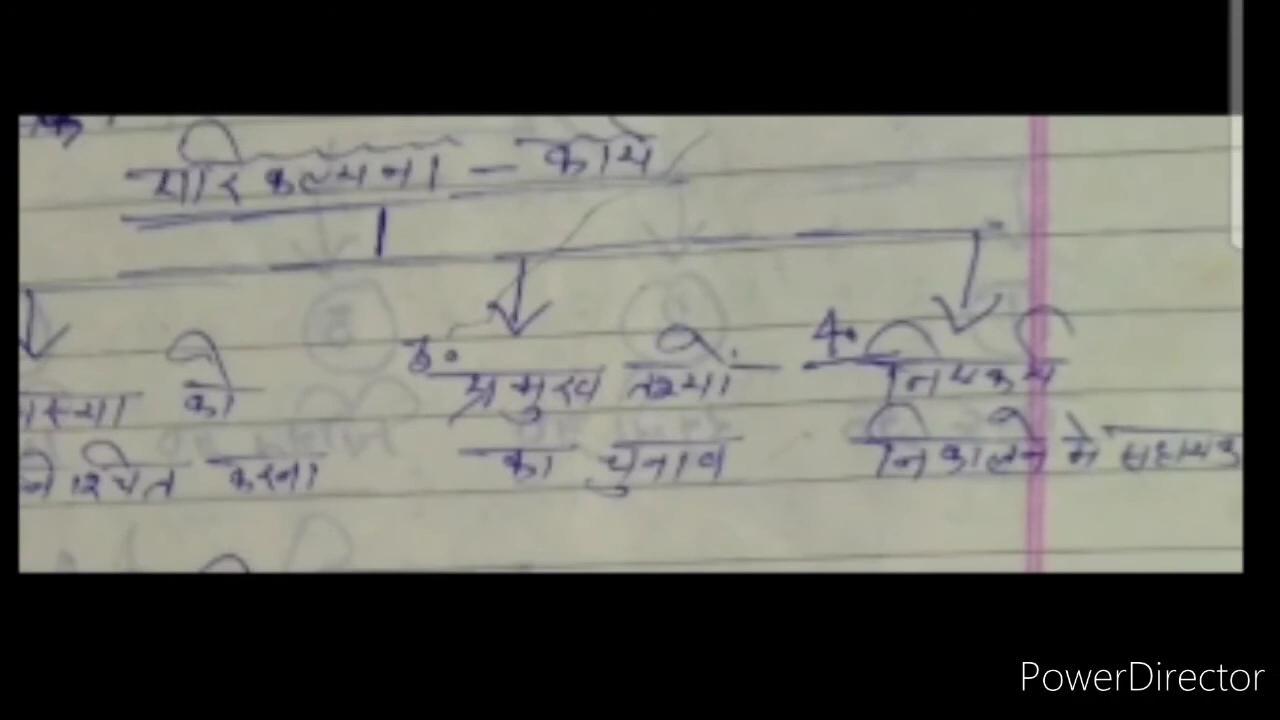 परिकल्पना - कार्य
को
निश्चित करना
3. प्रमुख तथ्यों
का चुनाव
4. निष्कर्ष
निकालने मे सहायक
PowerDirector